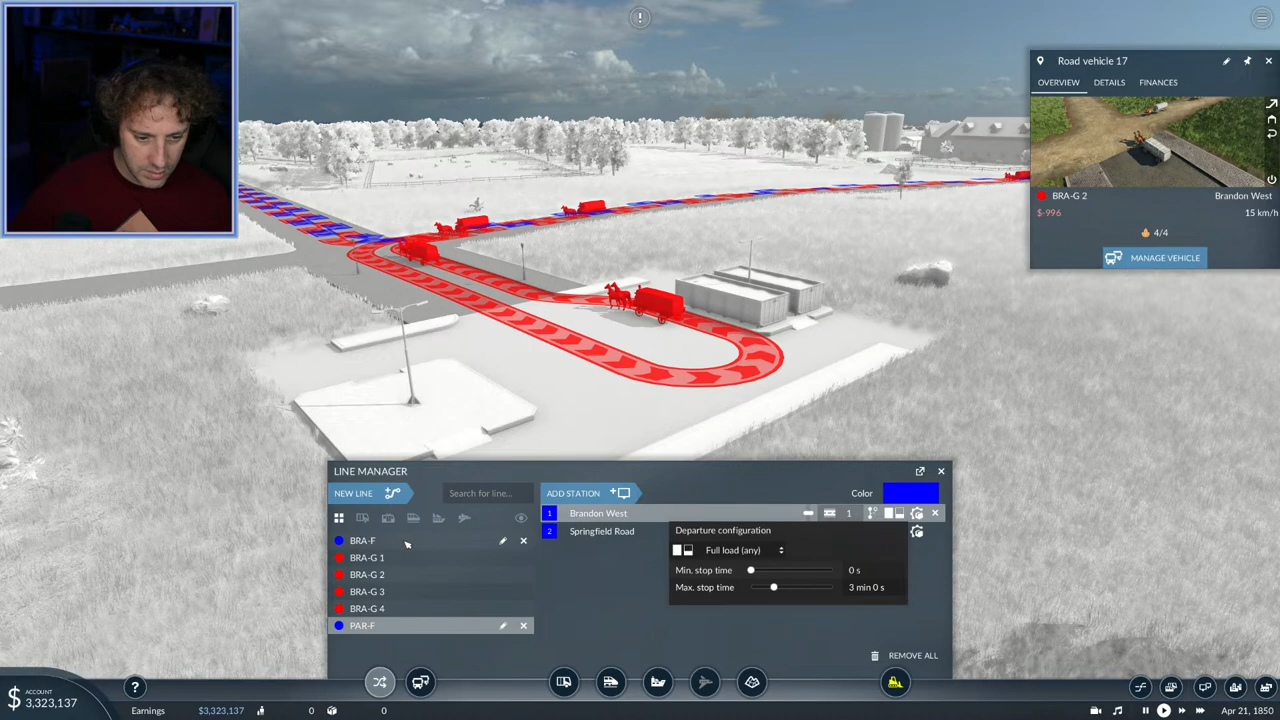 !
Road vehicle 17
OVERVIEW DETAILS FINANCES
BRA-G 2 Brandon West
$-996 15 km/h
4/4
MANAGE VEHICLE
LINE MANAGER
NEW LINE Search for line... ADD STATION Color
1 Brandon West 1
2 Springfield Road
Departure configuration
Full load (any)
Min. stop time 0 s
Max. stop time 3 min 0 s
BRA-F
BRA-G 1
BRA-G 2
BRA-G 3
BRA-G 4
PAR-F
REMOVE ALL
$ ACCOUNT
3,323,137
?
Earnings $3,323,137 0 0 Apr 21, 1850